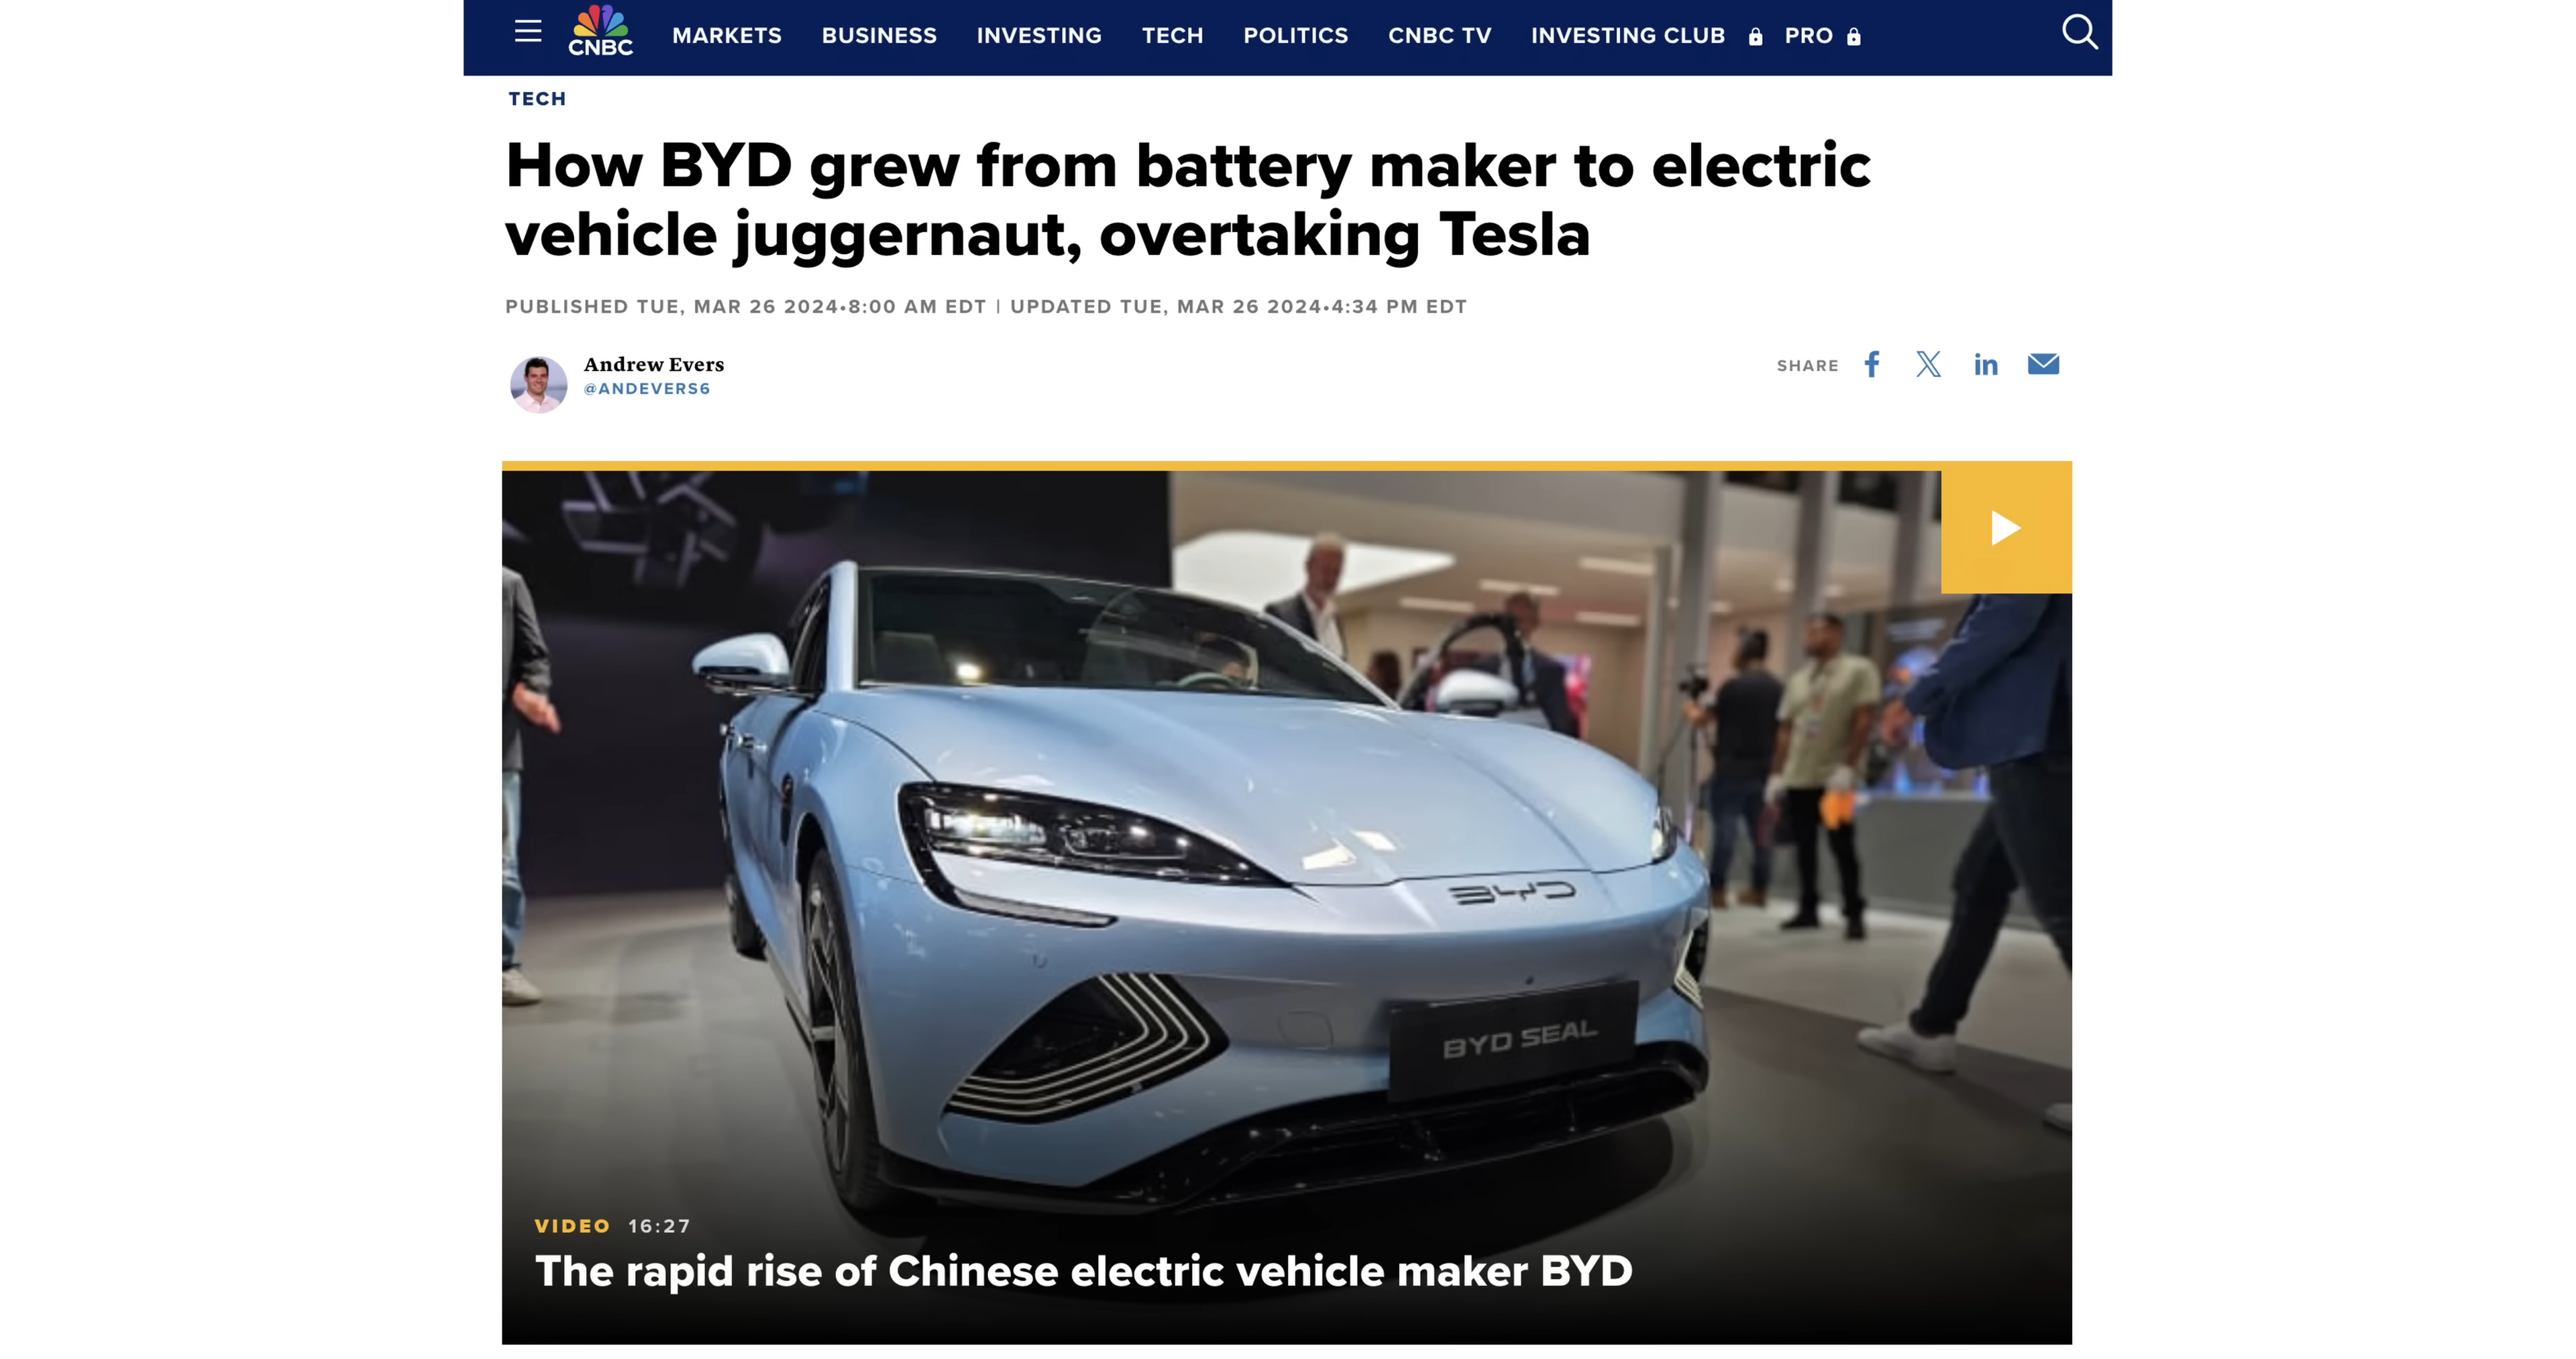 CNBC
MARKETS BUSINESS INVESTING TECH POLITICS CNBC TV INVESTING CLUB PRO
TECH
How BYD grew from battery maker to electric
vehicle juggernaut, overtaking Tesla
PUBLISHED TUE, MAR 26 2024•8:00 AM EDT | UPDATED TUE, MAR 26 2024•4:34 PM EDT
Andrew Evers
@ANDEVERS6
SHARE f X in
BYD
BYD SEAL
VIDEO 16:27
The rapid rise of Chinese electric vehicle maker BYD